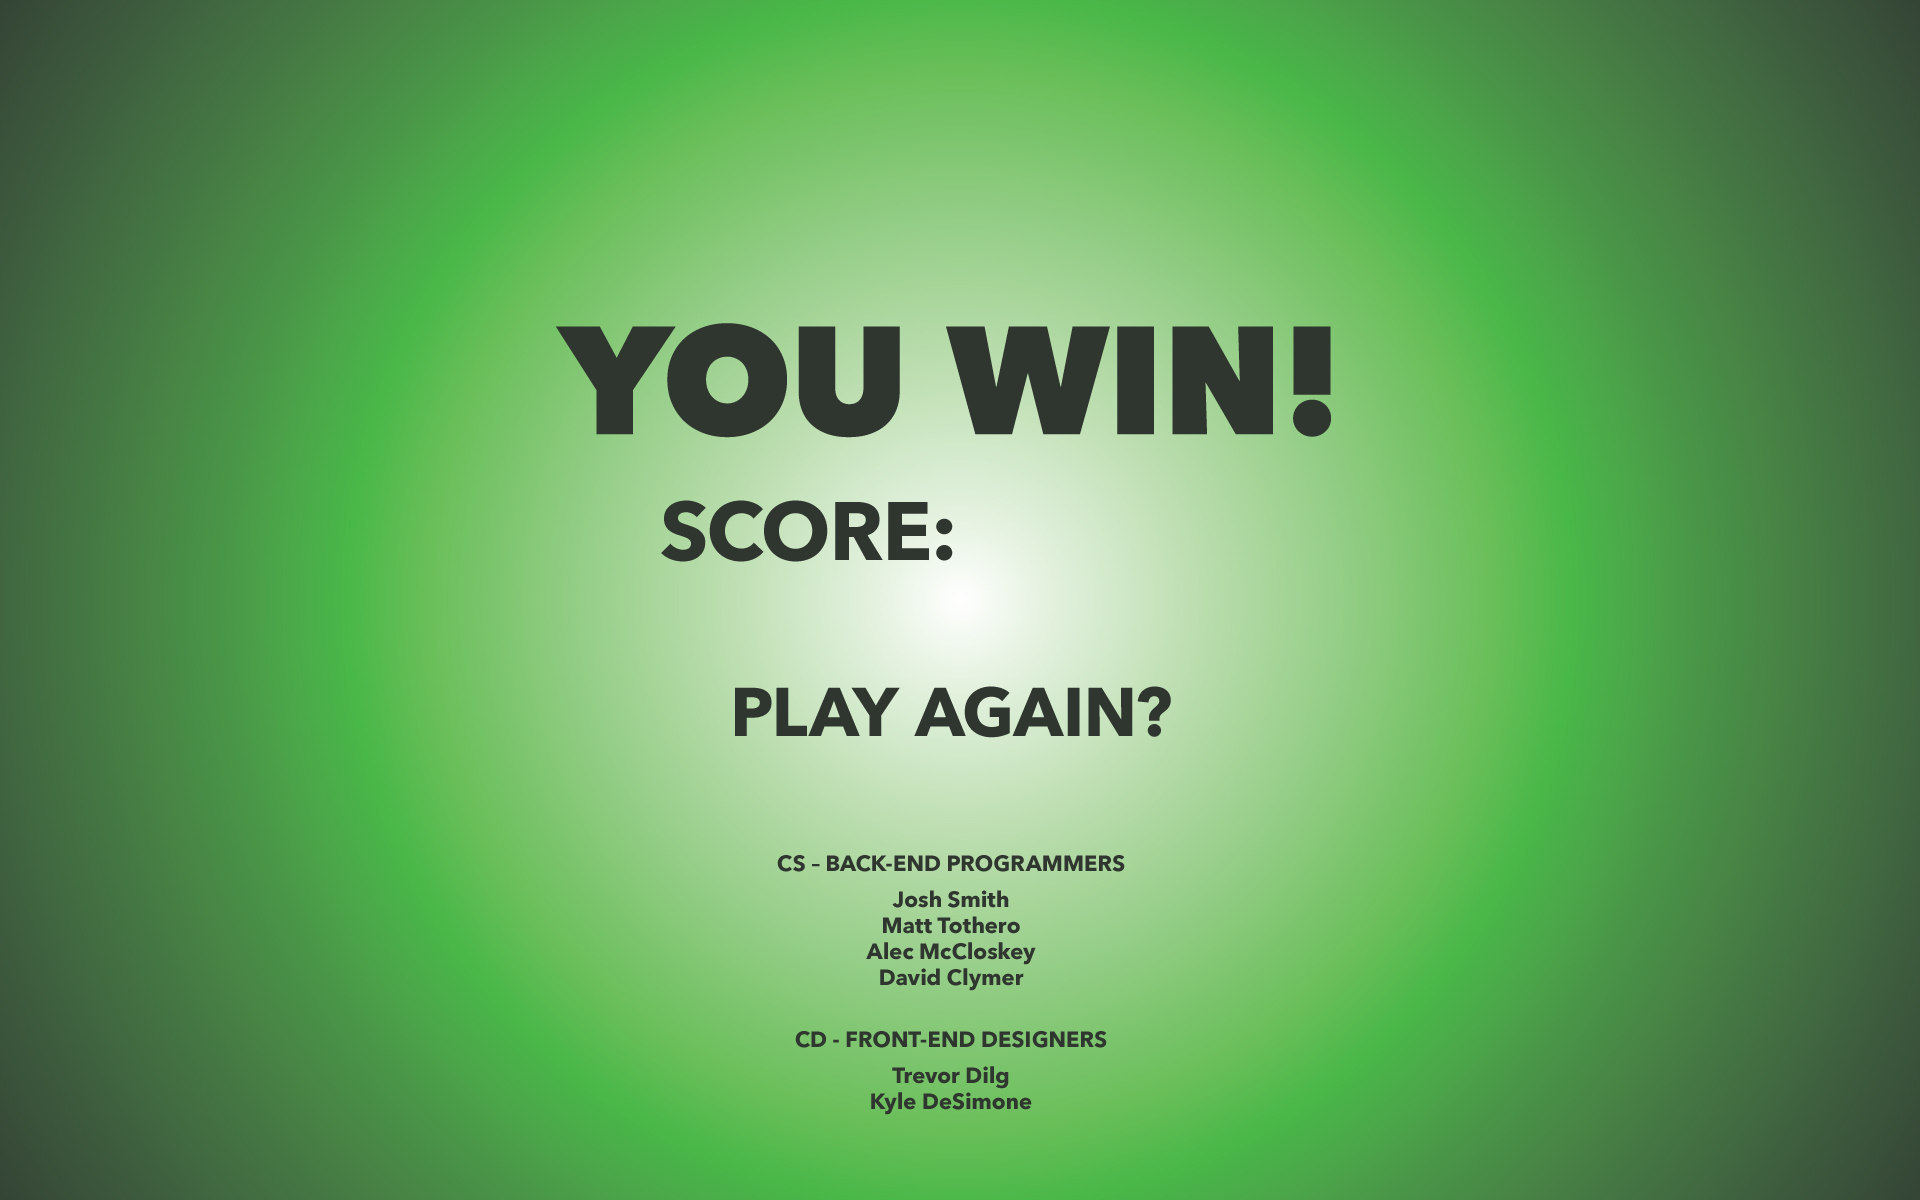 YOU WIN!
SCORE:
PLAY AGAIN?
CS – BACK-END PROGRAMMERS
Josh Smith
Matt Tothero
Alec McCloskey
David Clymer
CD - FRONT-END DESIGNERS
Trevor Dilg
Kyle DeSimone